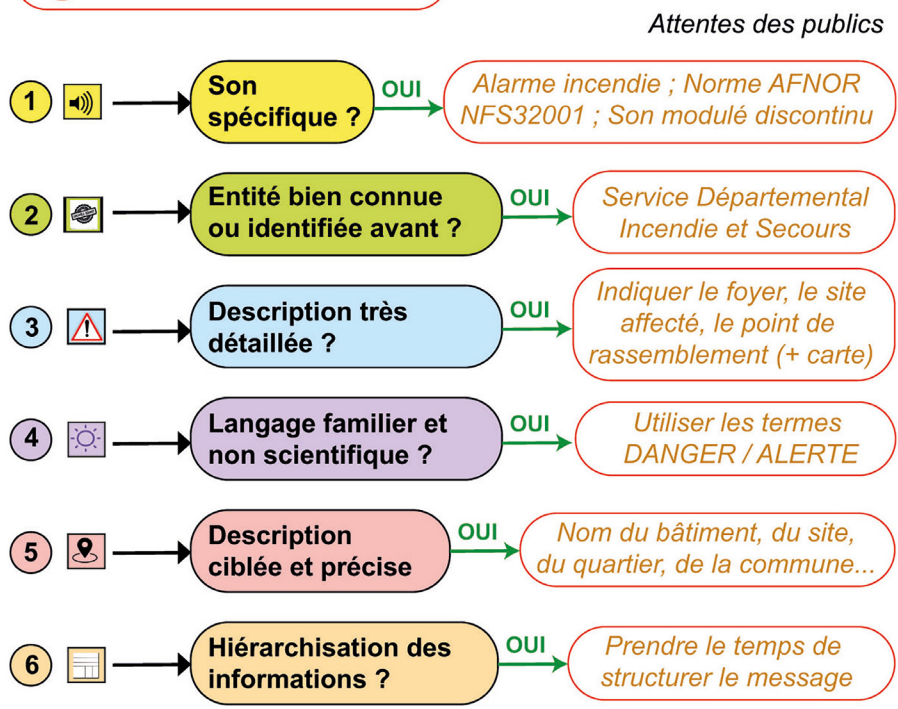 Attentes des publics
1
Son
spécifique ?
OUI
Alarme incendie ; Norme AFNOR
NFS32001 ; Son modulé discontinu
2
Entité bien connue
ou identifiée avant ?
OUI
Service Départemental
Incendie et Secours
3
Description très
détaillée ?
OUI
Indiquer le foyer, le site
affecté, le point de
rassemblement (+ carte)
4
Langage familier et
non scientifique ?
OUI
Utiliser les termes
DANGER / ALERTE
5
Description
ciblée et précise
OUI
Nom du bâtiment, du site,
du quartier, de la commune...
6
Hiérarchisation des
informations ?
OUI
Prendre le temps de
structurer le message